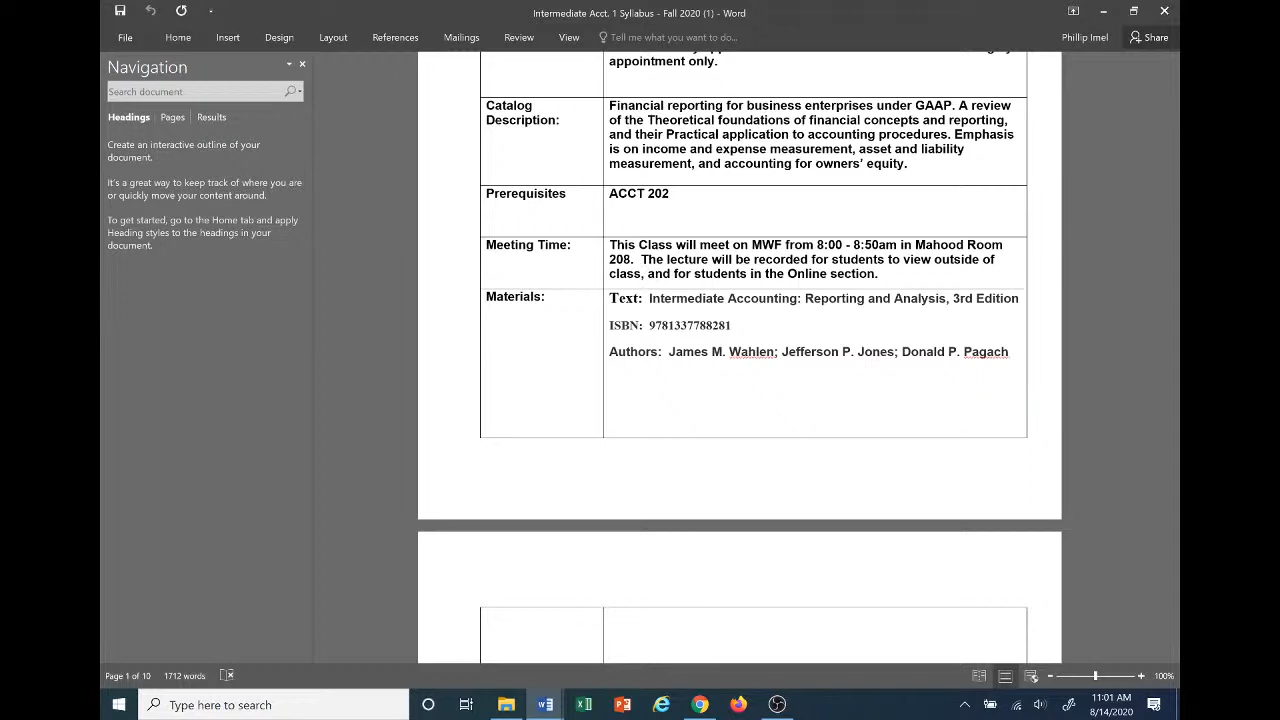 Intermediate Acct. 1 Syllabus - Fall 2020 (1) - Word
File Home Insert Design Layout References Mailings Review View Tell me what you want to do... Phillip Imel Share
Navigation
Search document
Headings Pages Results
Create an interactive outline of your
document.
It's a great way to keep track of where you are
or quickly move your content around.
To get started, go to the Home tab and apply
Heading styles to the headings in your
document.
appointment only.
Catalog
Description:
Financial reporting for business enterprises under GAAP. A review
of the Theoretical foundations of financial concepts and reporting,
and their Practical application to accounting procedures. Emphasis
is on income and expense measurement, asset and liability
measurement, and accounting for owners' equity.
Prerequisites
ACCT 202
Meeting Time:
This Class will meet on MWF from 8:00 - 8:50am in Mahood Room
208. The lecture will be recorded for students to view outside of
class, and for students in the Online section.
Materials:
Text: Intermediate Accounting: Reporting and Analysis, 3rd Edition
ISBN: 9781337788281
Authors: James M. Wahlen; Jefferson P. Jones; Donald P. Pagach
Page 1 of 10 1712 words
100%
Type here to search
11:01 AM
8/14/2020